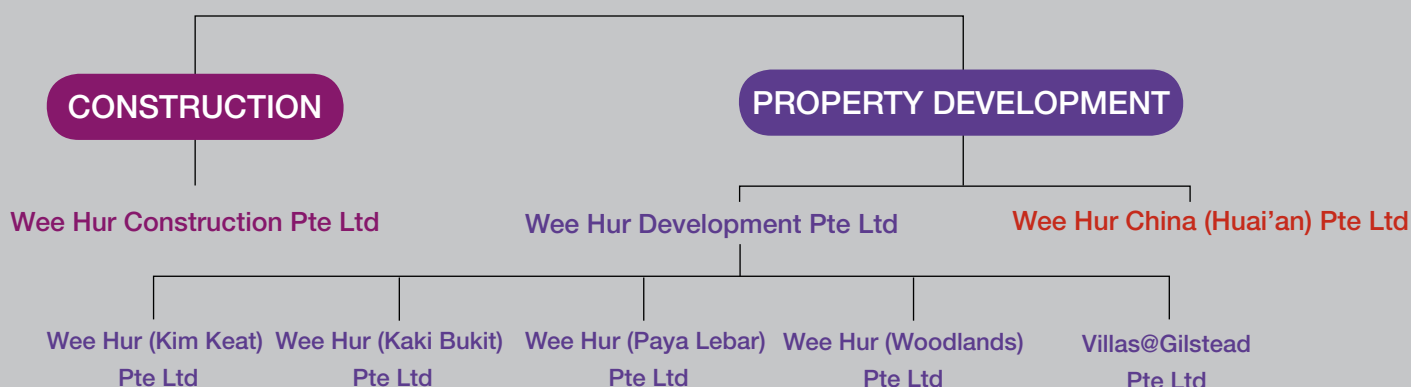 CONSTRUCTION
PROPERTY DEVELOPMENT
Wee Hur Construction Pte Ltd
Wee Hur Development Pte Ltd
Wee Hur China (Huai’an) Pte Ltd
Wee Hur (Kim Keat)
Pte Ltd
Wee Hur (Kaki Bukit)
Pte Ltd
Wee Hur (Paya Lebar)
Pte Ltd
Wee Hur (Woodlands)
Pte Ltd
Villas@Gilstead
Pte Ltd